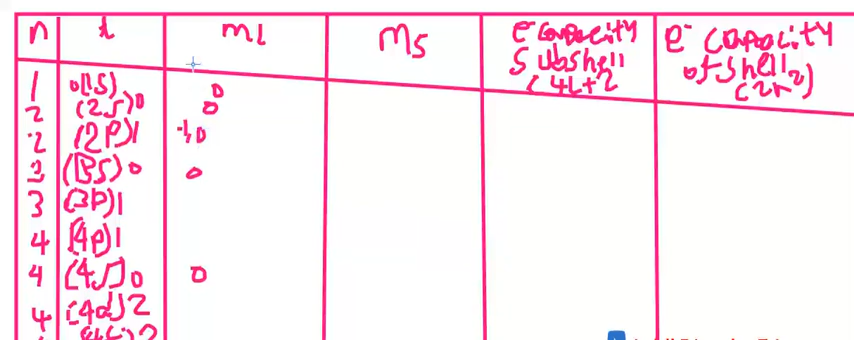 n l ml ms e⁻ capacity subshell (4l+2 e⁻ capacity of shell (2n²)
1 0(1S) 0
2 (2S)0 0
2 (2P)1 -1,0
3 (3S) 0 0
3 (3P)1
4 (4P)1
4 (4S)0 0
4 (4d)2